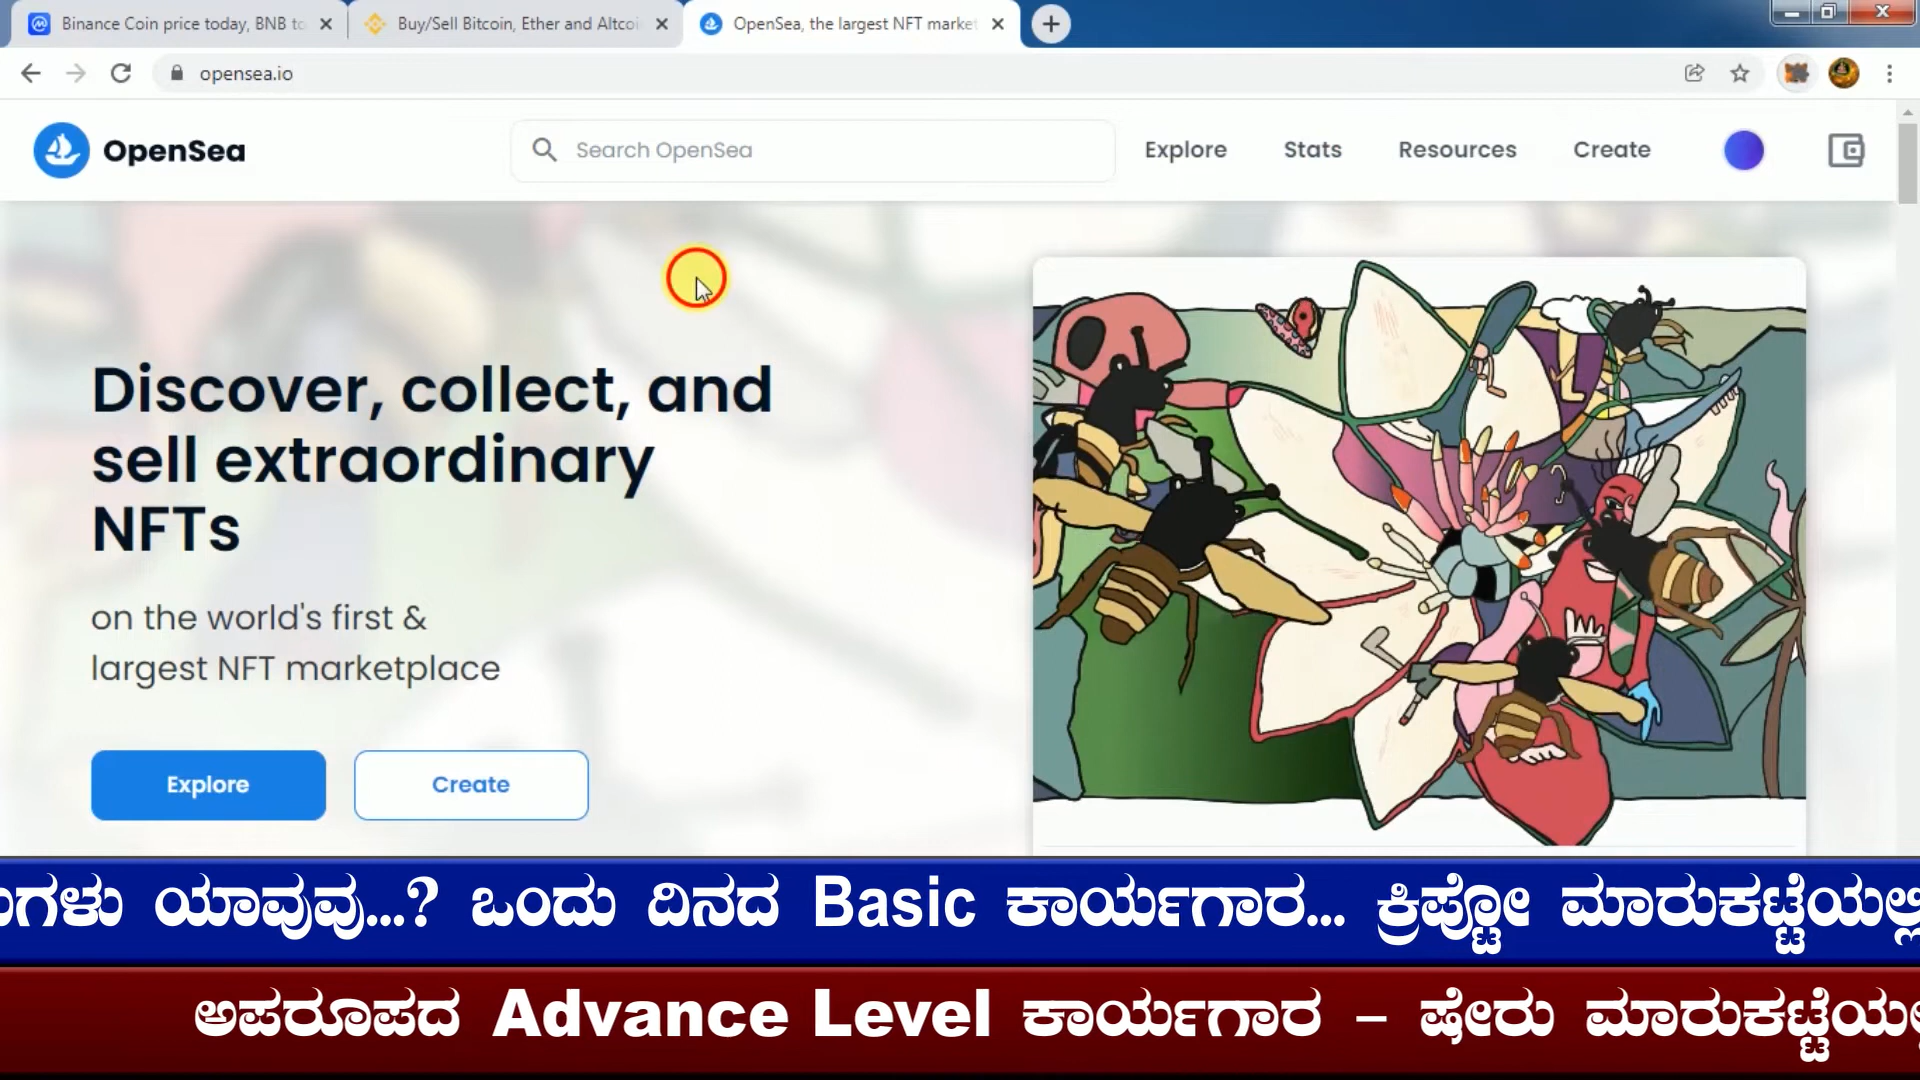 Binance Coin price today, BNB to
Buy/Sell Bitcoin, Ether and Altcoi
OpenSea, the largest NFT market
opensea.io
OpenSea
Search OpenSea
Explore
Stats
Resources
Create
Discover, collect, and
sell extraordinary
NFTs
on the world's first &
largest NFT marketplace
Explore
Create
ಯಾವುವು...? ಒಂದು ದಿನದ Basic ಕಾರ್ಯಗಾರ... ಕ್ರಿಪ್ಟೋ ಮಾರುಕಟ್ಟೆಯಲ್ಲಿ
ಅಪರೂಪದ Advance Level ಕಾರ್ಯಗಾರ – ಷೇರು